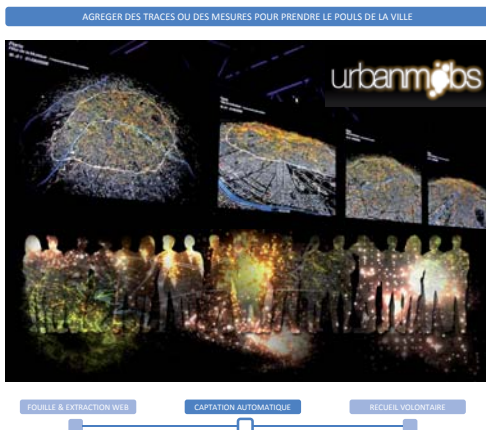 AGREGER DES TRACES OU DES MESURES POUR PRENDRE LE POULS DE LA VILLE
urbanmobs
FOUILLE & EXTRACTION WEB
CAPTATION AUTOMATIQUE
RECUEIL VOLONTAIRE